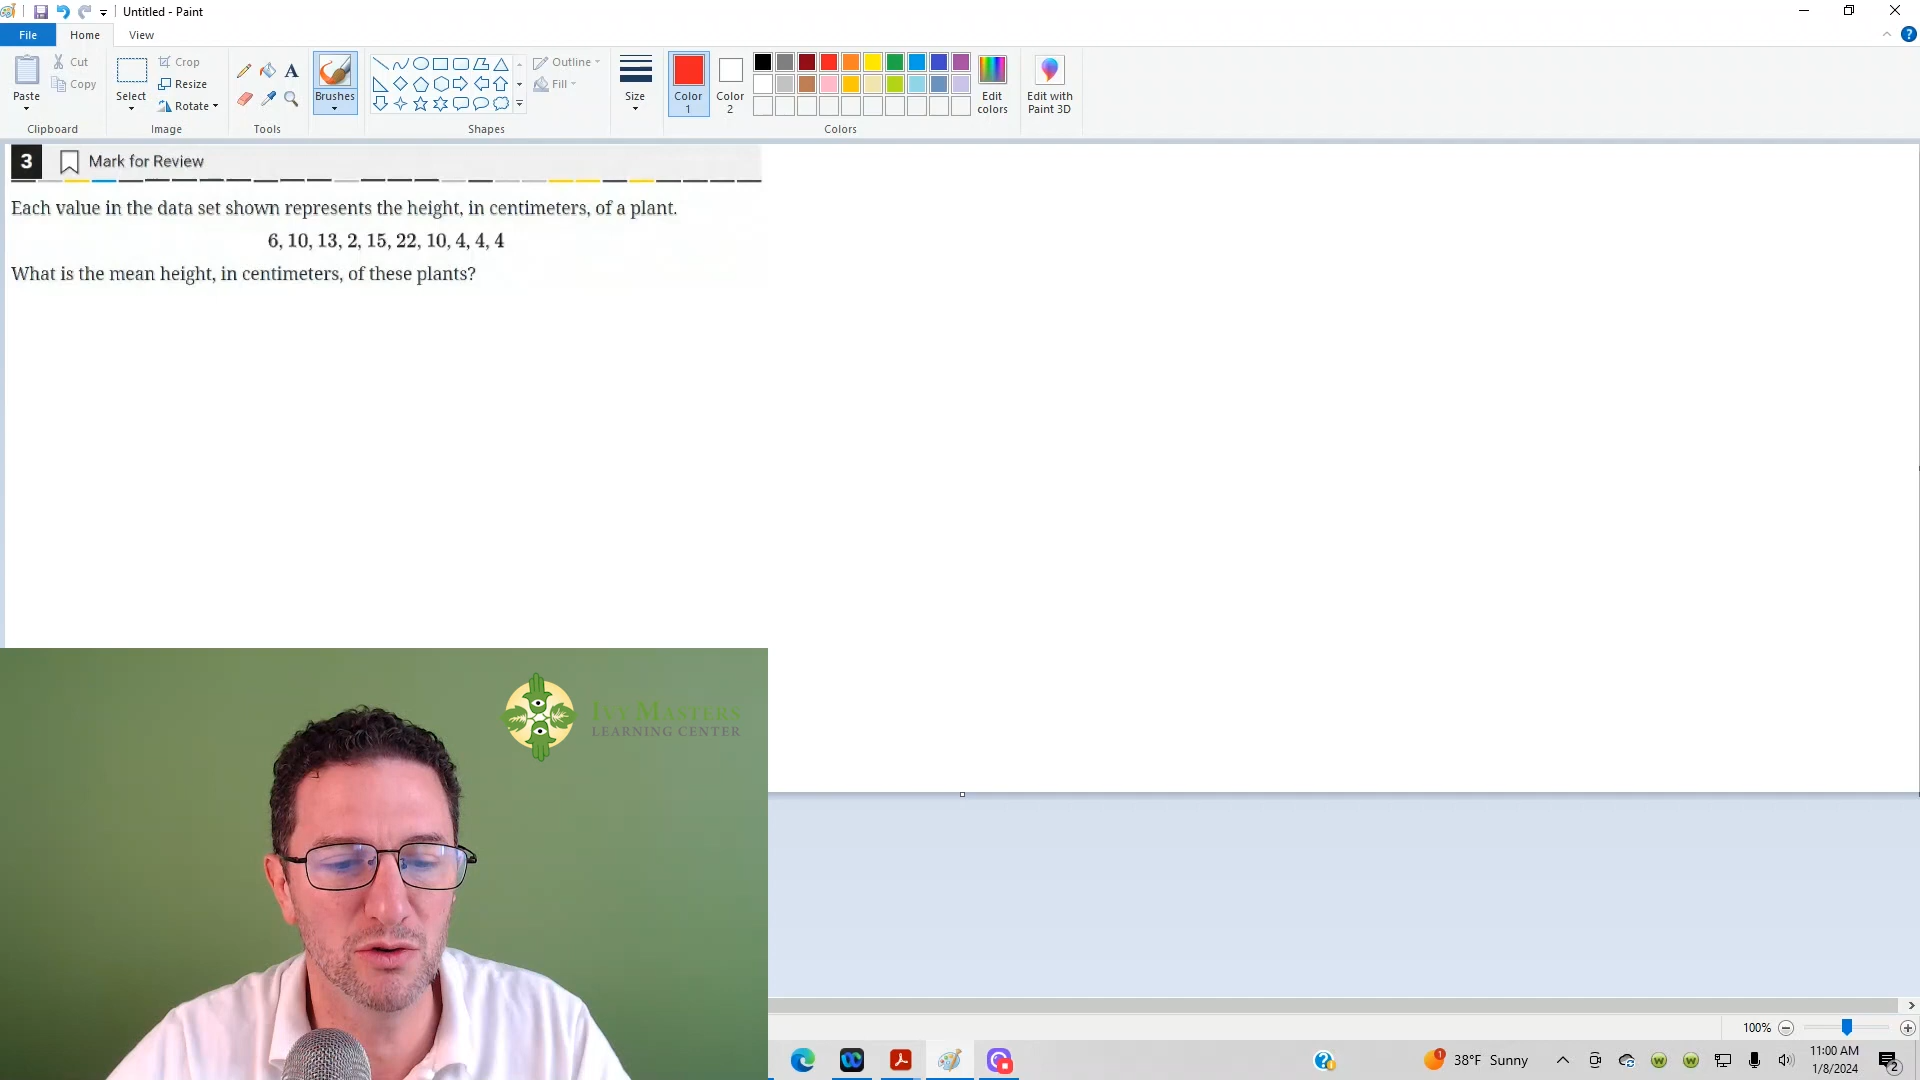 Untitled - Paint
File
Home
View
Paste
Cut
Copy
Clipboard
Select
Crop
Resize
Rotate
Image
Tools
Brushes
Shapes
Outline
Fill
Size
Color 1
Color 2
Colors
Edit colors
Edit with Paint 3D
3
Mark for Review
Each value in the data set shown represents the height, in centimeters, of a plant.
6, 10, 13, 2, 15, 22, 10, 4, 4, 4
What is the mean height, in centimeters, of these plants?
IVY MASTERS
LEARNING CENTER
100%
38°F Sunny
11:00 AM
1/8/2024
2